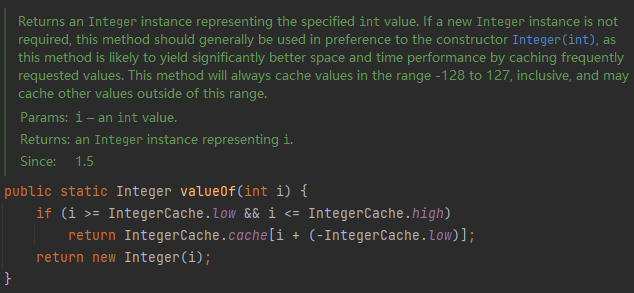 Returns an Integer instance representing the specified int value. If a new Integer instance is not
required, this method should generally be used in preference to the constructor Integer(int), as
this method is likely to yield significantly better space and time performance by caching frequently
requested values. This method will always cache values in the range -128 to 127, inclusive, and may
cache other values outside of this range.
Params: i – an int value.
Returns: an Integer instance representing i.
Since: 1.5
public static Integer valueOf(int i) {
    if (i >= IntegerCache.low && i <= IntegerCache.high)
        return IntegerCache.cache[i + (-IntegerCache.low)];
    return new Integer(i);
}